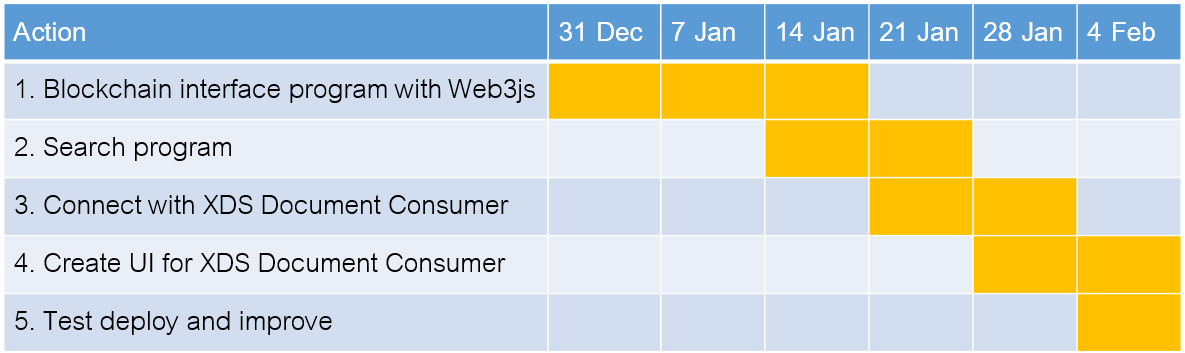 Action 31 Dec 7 Jan 14 Jan 21 Jan 28 Jan 4 Feb
1. Blockchain interface program with Web3js
2. Search program
3. Connect with XDS Document Consumer
4. Create UI for XDS Document Consumer
5. Test deploy and improve